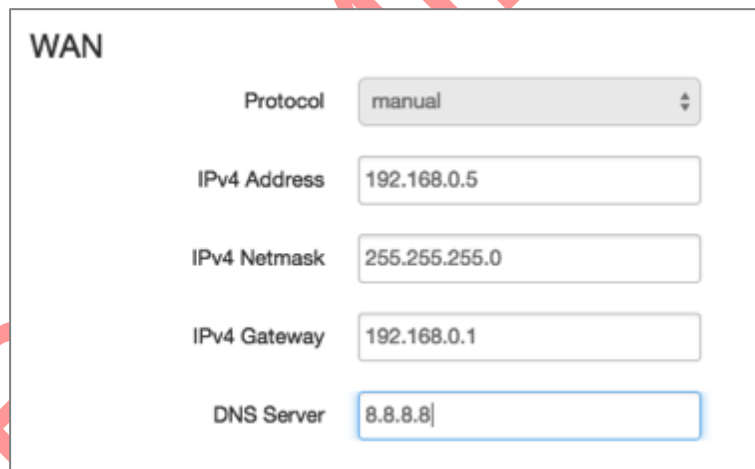 WAN
Protocol manual
IPv4 Address 192.168.0.5
IPv4 Netmask 255.255.255.0
IPv4 Gateway 192.168.0.1
DNS Server 8.8.8.8